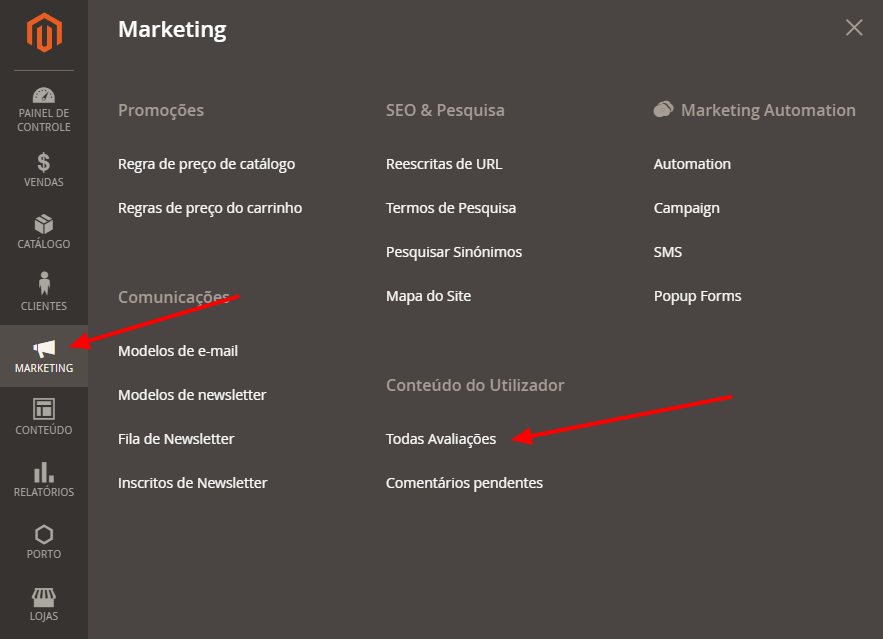 PAINEL DE
CONTROLE
VENDAS
CATÁLOGO
CLIENTES
MARKETING
CONTEÚDO
RELATÓRIOS
PORTO
LOJAS
Marketing
Promoções
Regra de preço de catálogo
Regras de preço do carrinho
Comunicações
Modelos de e-mail
Modelos de newsletter
Fila de Newsletter
Inscritos de Newsletter
SEO & Pesquisa
Reescritas de URL
Termos de Pesquisa
Pesquisar Sinónimos
Mapa do Site
Conteúdo do Utilizador
Todas Avaliações
Comentários pendentes
Marketing Automation
Automation
Campaign
SMS
Popup Forms